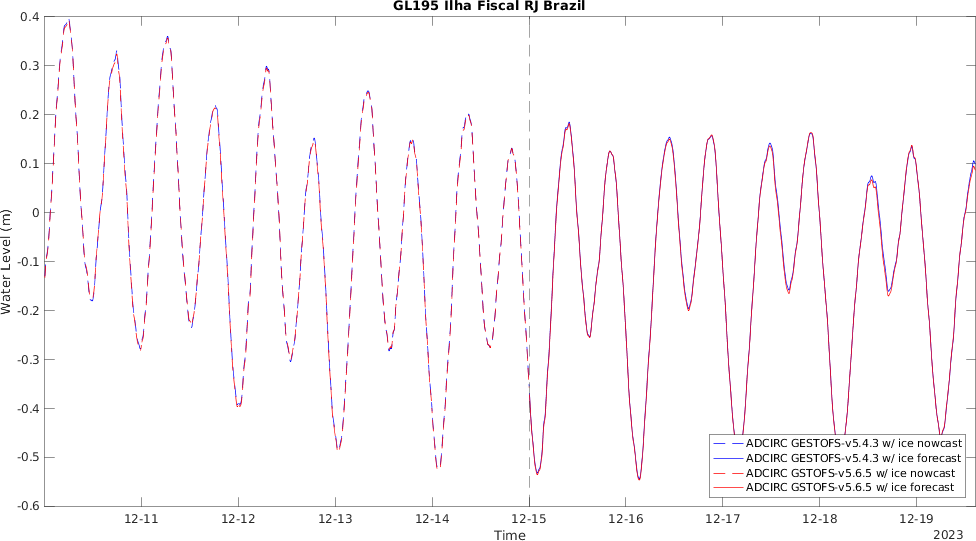 GL195 Ilha Fiscal RJ Brazil
0.4
0.3
0.2
0.1
0
-0.1
-0.2
-0.3
-0.4
-0.5
-0.6
Water Level (m)
ADCIRC GESTOFS-v5.4.3 w/ ice nowcast
ADCIRC GESTOFS-v5.4.3 w/ ice forecast
ADCIRC GSTOFS-v5.6.5 w/ ice nowcast
ADCIRC GSTOFS-v5.6.5 w/ ice forecast
12-11 12-12 12-13 12-14 12-15 12-16 12-17 12-18 12-19
Time
2023